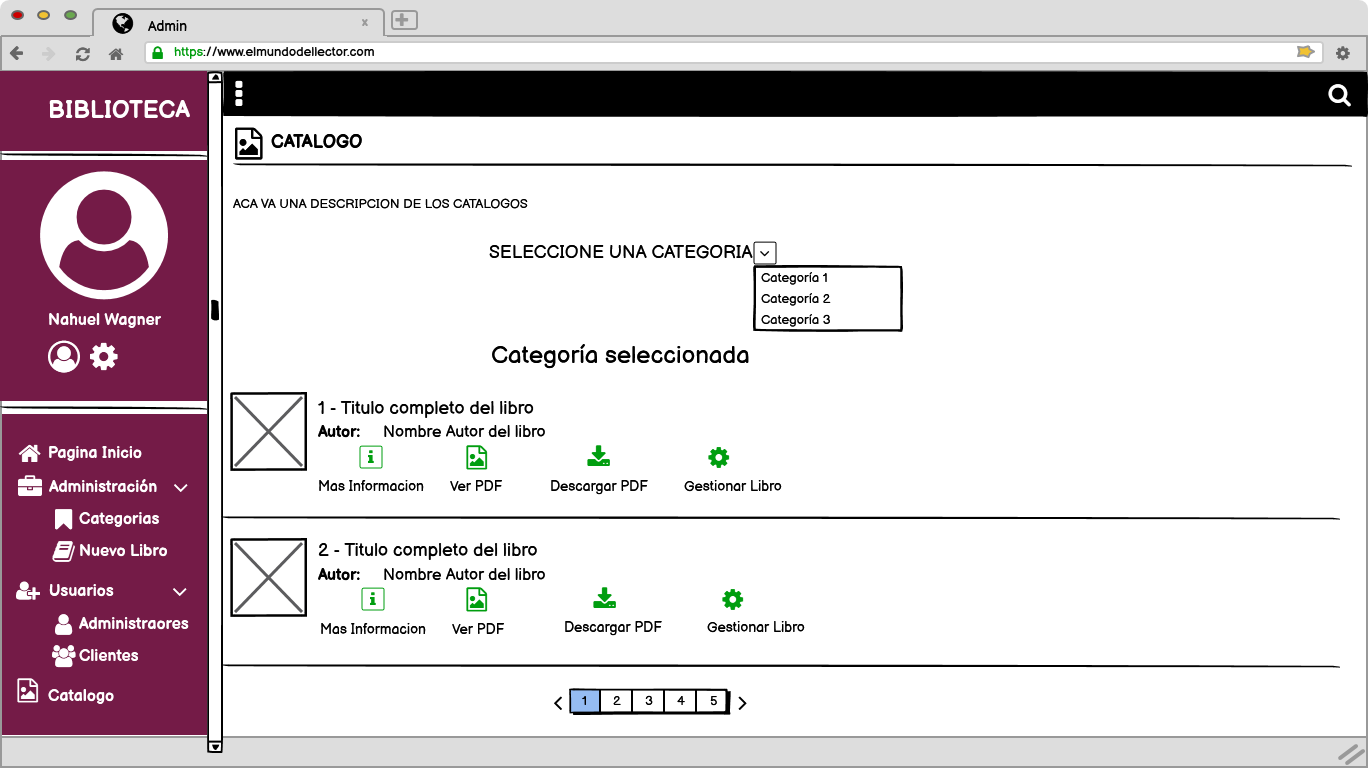 Admin
https://www.elmundodellector.com
BIBLIOTECA
Nahuel Wagner
Pagina Inicio
Administración
Categorias
Nuevo Libro
Usuarios
Administraores
Clientes
Catalogo
CATALOGO
ACA VA UNA DESCRIPCION DE LOS CATALOGOS
SELECCIONE UNA CATEGORIA
Categoría 1
Categoría 2
Categoría 3
Categoría seleccionada
1 - Titulo completo del libro
Autor: Nombre Autor del libro
Mas Informacion Ver PDF Descargar PDF Gestionar Libro
2 - Titulo completo del libro
Autor: Nombre Autor del libro
Mas Informacion Ver PDF Descargar PDF Gestionar Libro
1 2 3 4 5